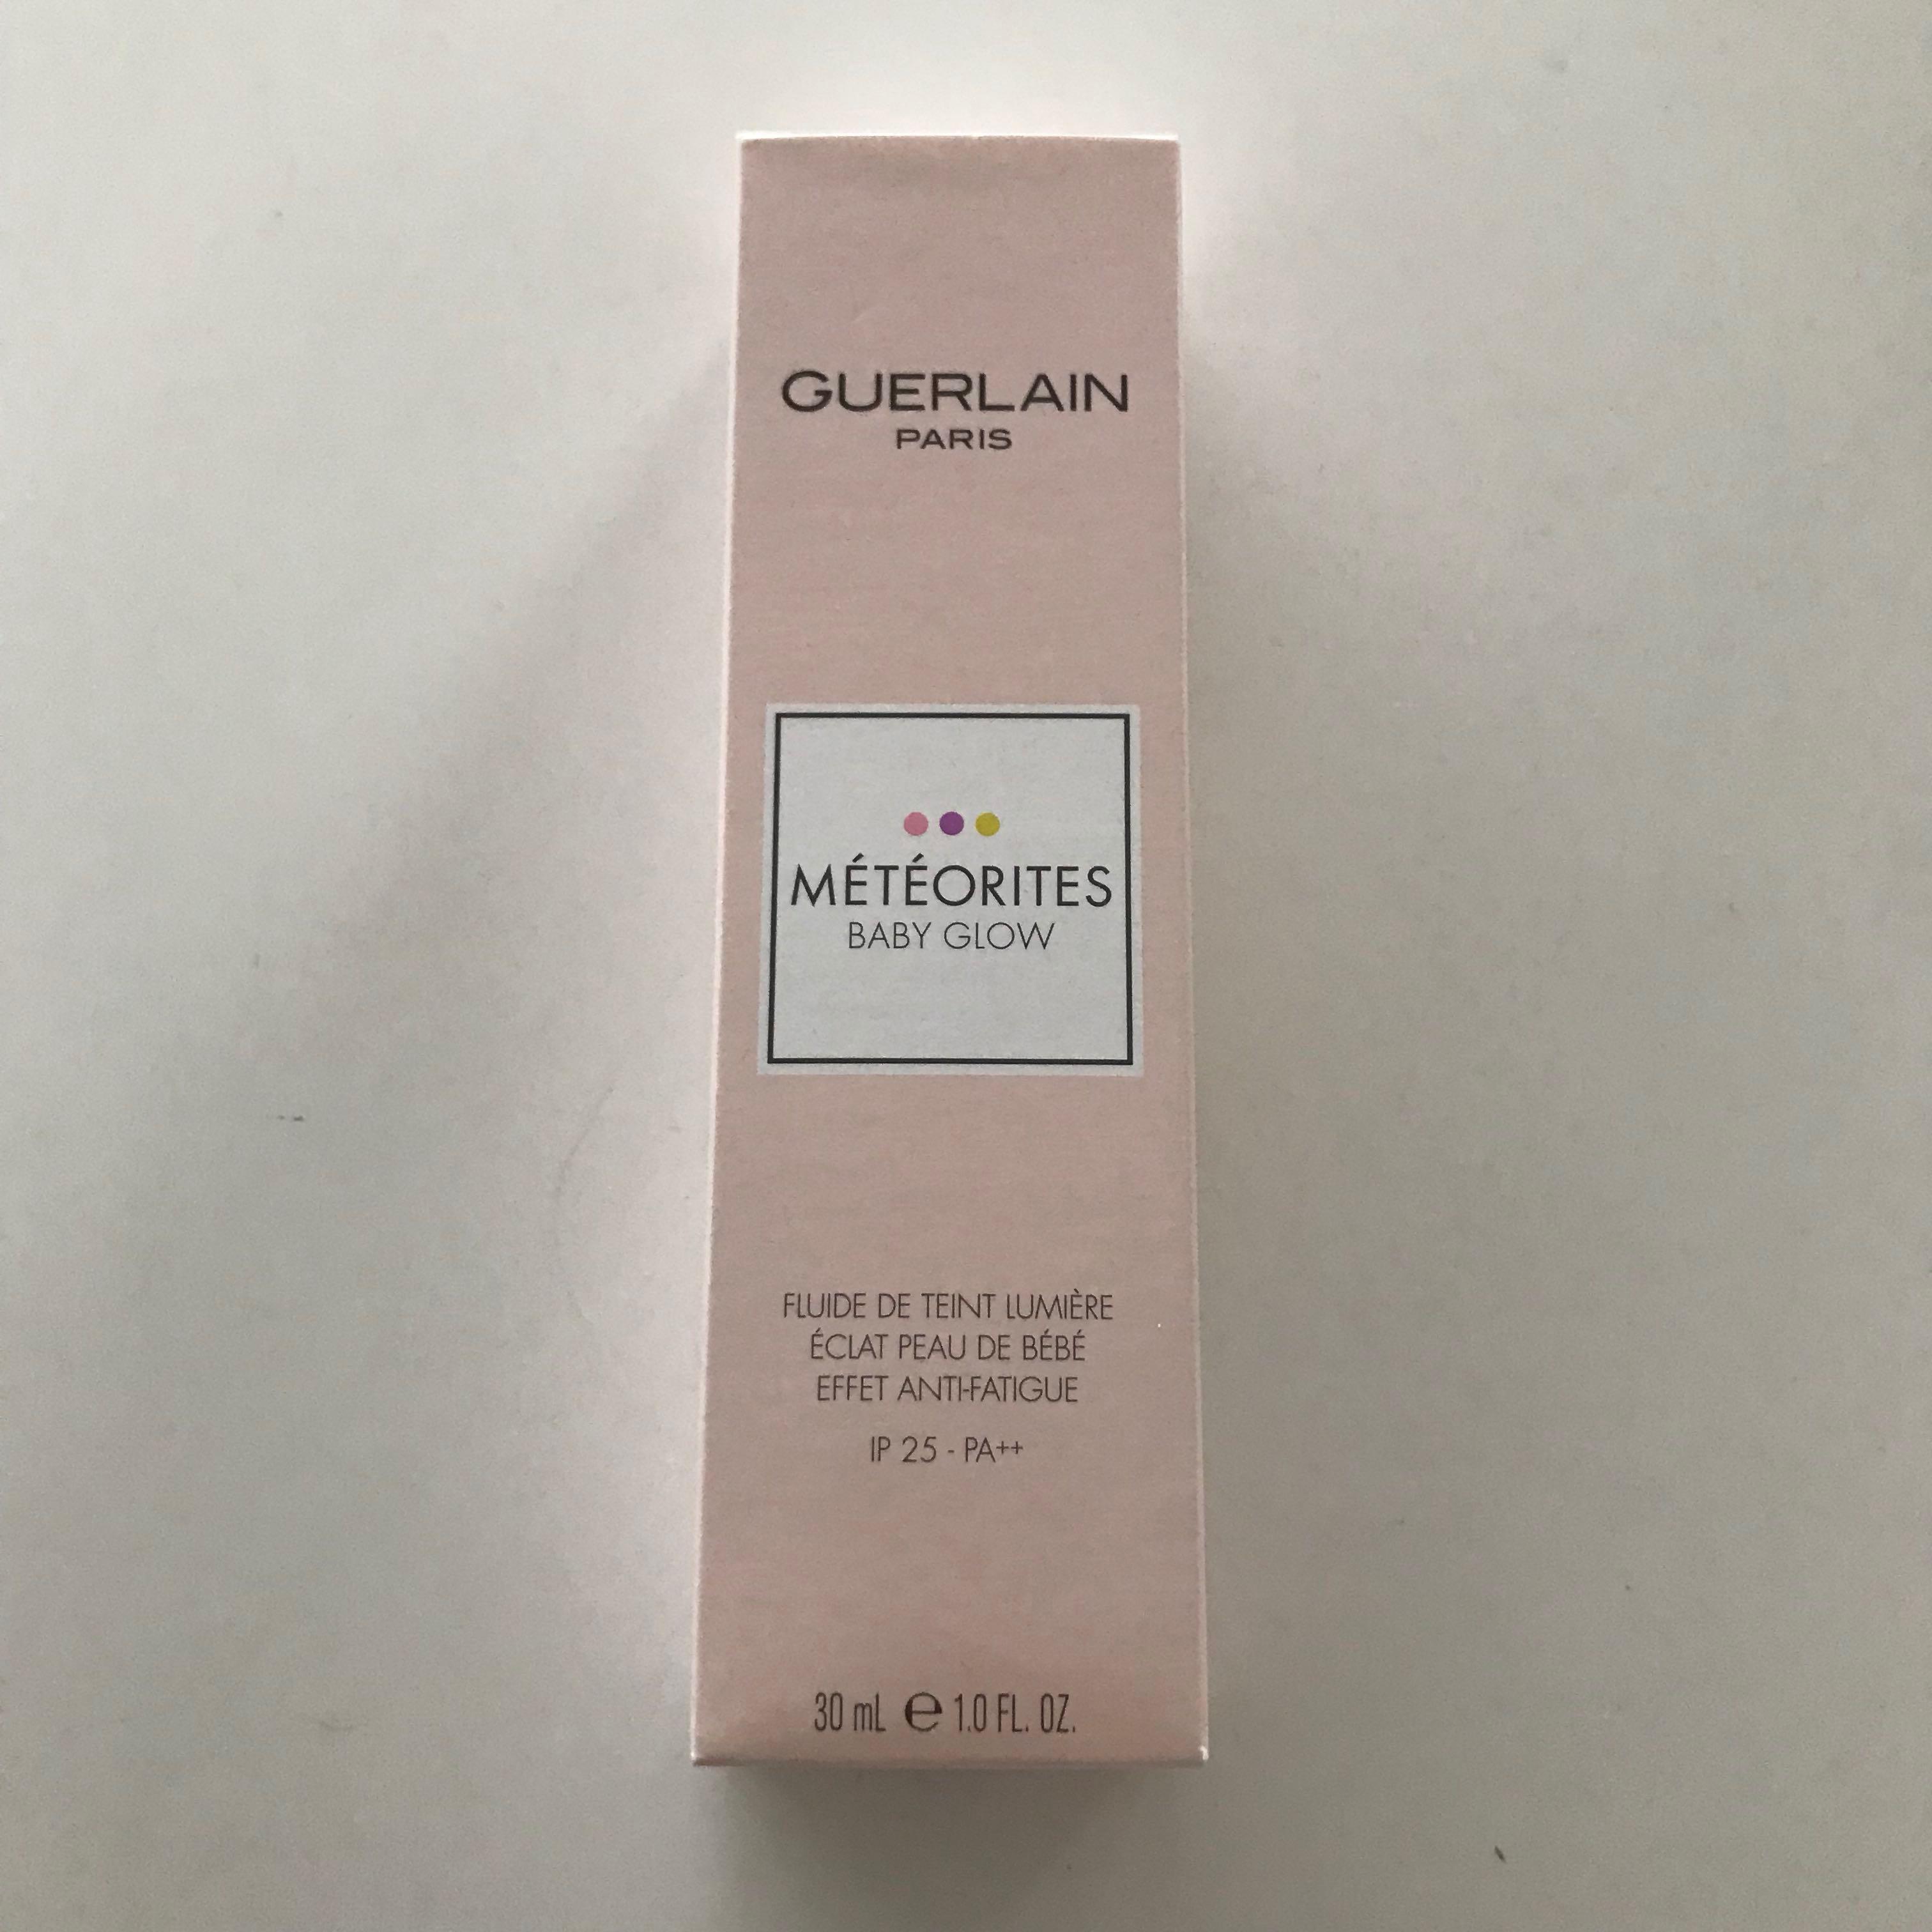 GUERLAIN
PARIS
MÉTÉORITES
BABY GLOW
FLUIDE DE TEINT LUMIÈRE
ÉCLAT PEAU DE BÉBÉ
EFFET ANTI-FATIGUE
IP 25 - PA++
30 mL ℮ 1.0 FL. OZ.